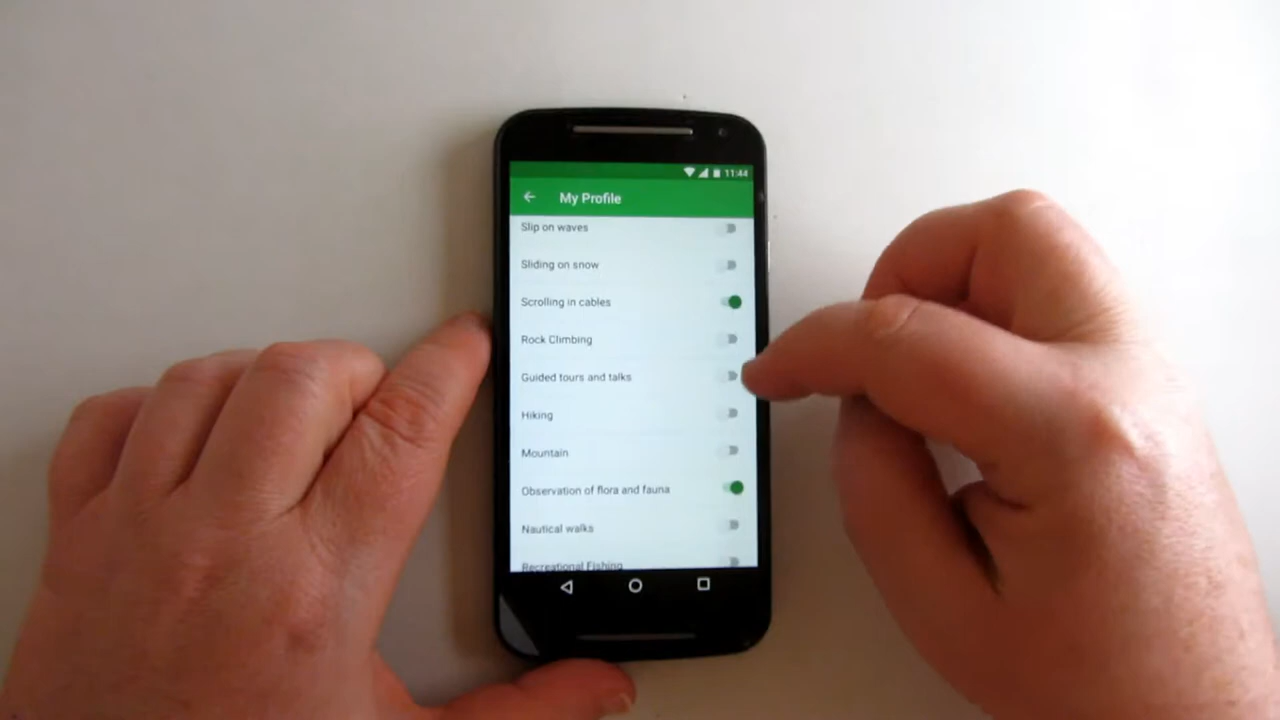 11:44
My Profile
Slip on waves
Sliding on snow
Scrolling in cables
Rock Climbing
Guided tours and talks
Hiking
Mountain
Observation of flora and fauna
Nautical walks
Recreational Fishing